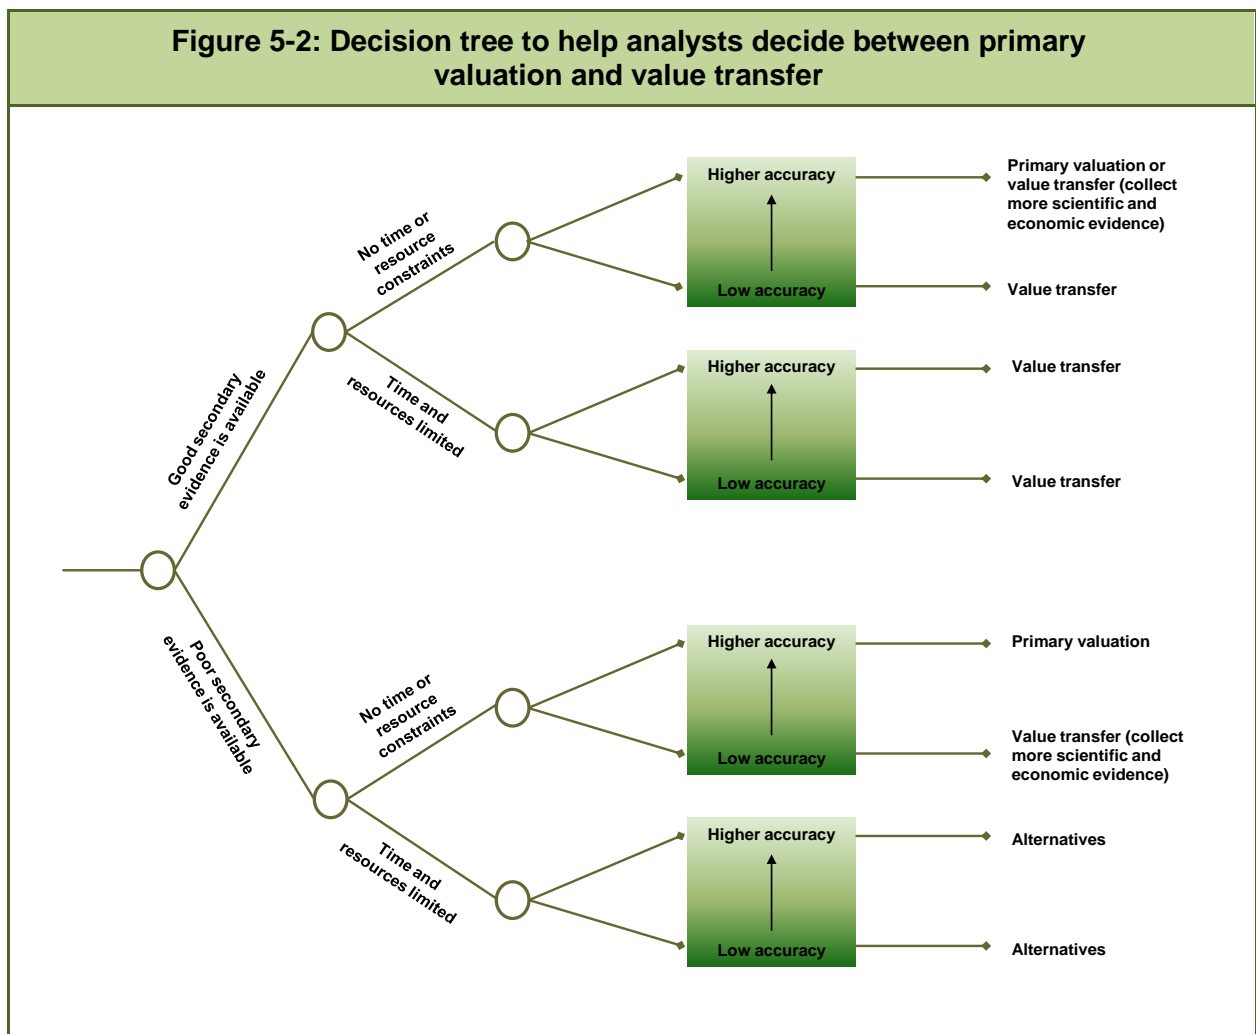 Figure 5-2: Decision tree to help analysts decide between primary
valuation and value transfer
Good secondary
evidence is available
No time or
resource
constraints
Higher accuracy
Low accuracy
Primary valuation or
value transfer (collect
more scientific and
economic evidence)
Value transfer
Time and
resources limited
Higher accuracy
Low accuracy
Value transfer
Value transfer
Poor secondary
evidence is available
No time or
resource
constraints
Higher accuracy
Low accuracy
Primary valuation
Value transfer (collect
more scientific and
economic evidence)
Time and
resources limited
Higher accuracy
Low accuracy
Alternatives
Alternatives